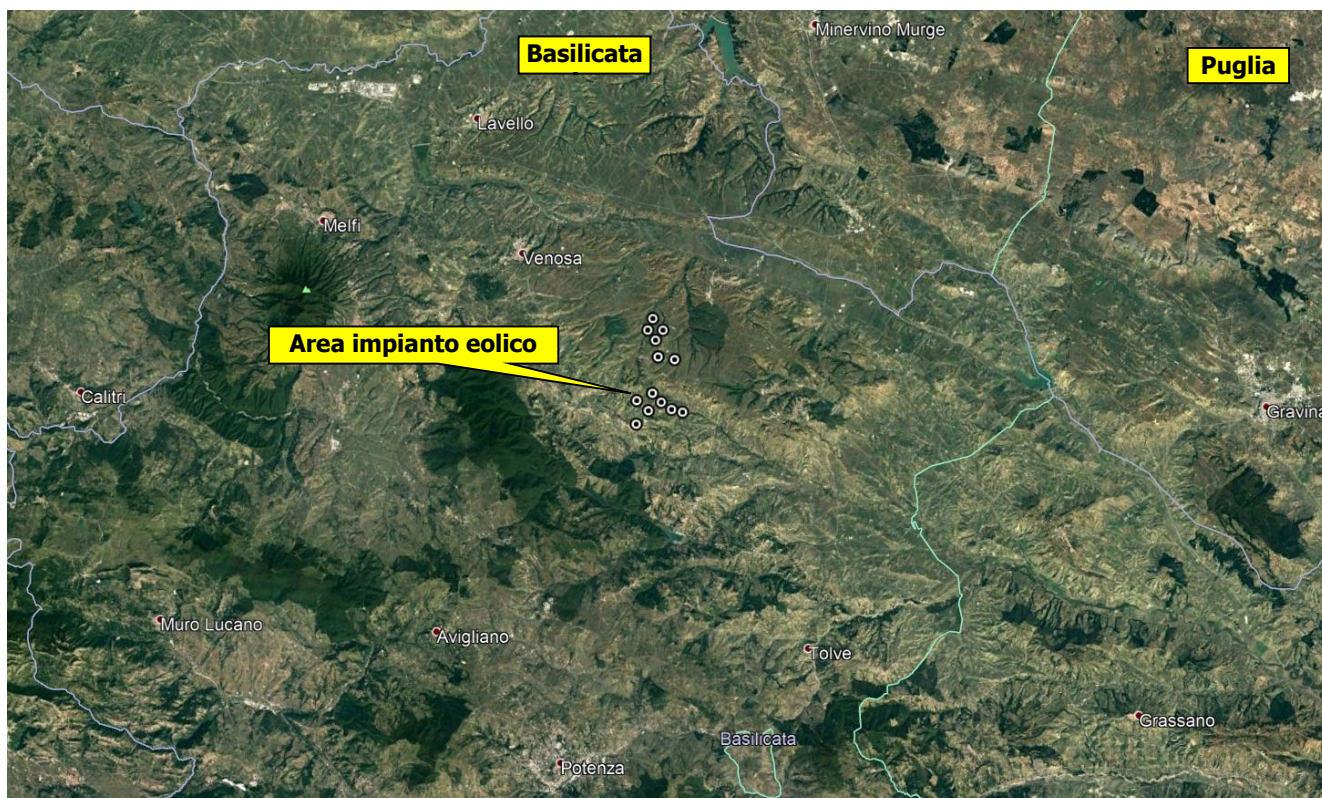 Minervino Murge
Basilicata
Puglia
Lavello
Melfi
Venosa
Area impianto eolico
Calitri
Gravina
Muro Lucano
Avigliano
Tolve
Grassano
Basilicata
Potenza